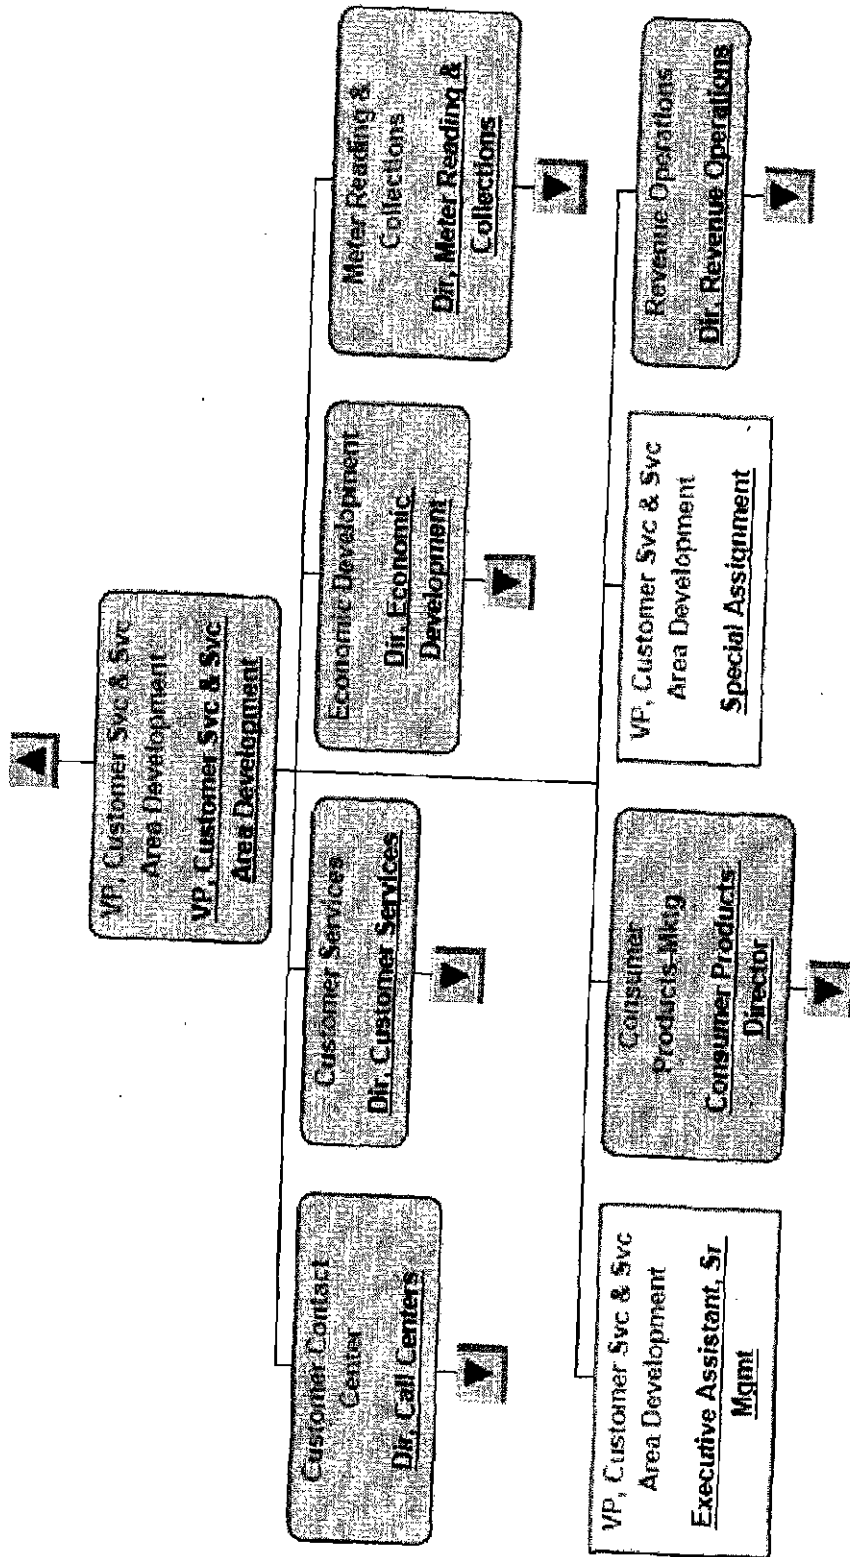 VP, Customer Svc & Svc
Area Development
VP, Customer Svc & Svc
Area Development
Customer Contact
Center
Dir, Call Centers
Customer Services
Dir, Customer Services
Economic Development
Dir, Economic
Development
Meter Reading &
Collections
Dir, Meter Reading &
Collections
VP, Customer Svc & Svc
Area Development
Executive Assistant, Sr
Mgmt
Consumer
Products Mktg
Consumer Products
Director
VP, Customer Svc & Svc
Area Development
Special Assignment
Revenue Operations
Dir, Revenue Operations